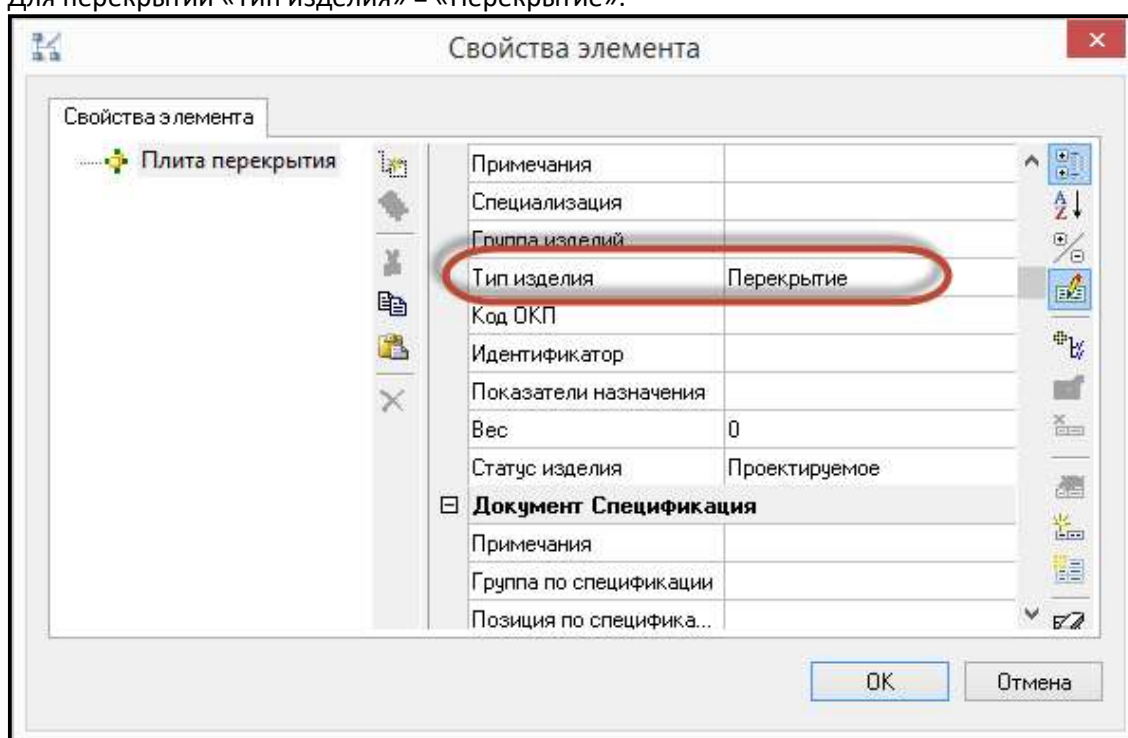 Для перекрытий «Тип изделия» = «Перекрытие».
Свойства элемента
Свойства элемента
Плита перекрытия
Примечания
Специализация
Группа изделий
Тип изделия Перекрытие
Код ОКП
Идентификатор
Показатели назначения
Вес 0
Статус изделия Проектируемое
Документ Спецификация
Примечания
Группа по спецификации
Позиция по специфика...
OK Отмена